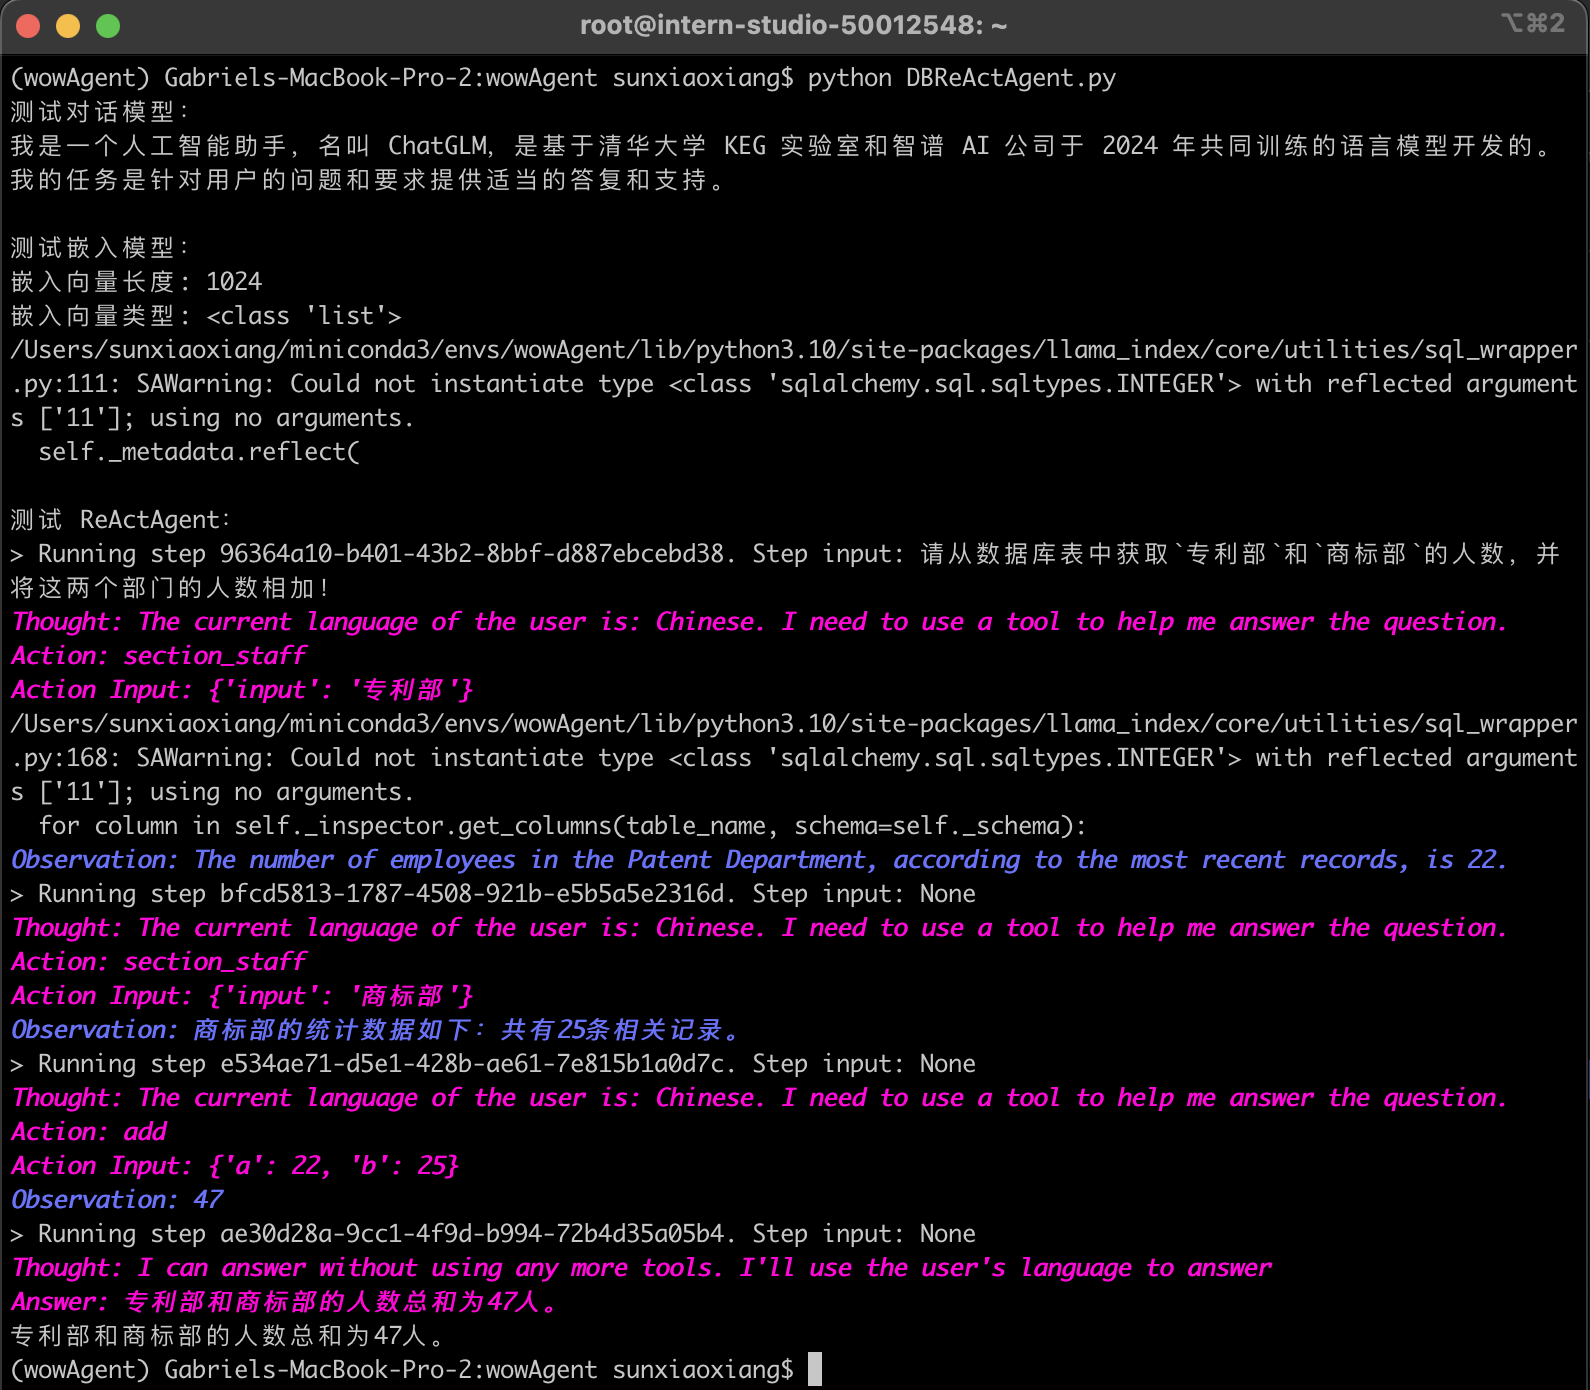 root@intern-studio-50012548: ~
⌥⌘2
(wowAgent) Gabriels-MacBook-Pro-2:wowAgent sunxiaoxiang$ python DBReActAgent.py
测试对话模型：
我是一个人工智能助手，名叫 ChatGLM，是基于清华大学 KEG 实验室和智谱 AI 公司于 2024 年共同训练的语言模型开发的。
我的任务是针对用户的问题和要求提供适当的答复和支持。
测试嵌入模型：
嵌入向量长度：1024
嵌入向量类型：<class 'list'>
/Users/sunxiaoxiang/miniconda3/envs/wowAgent/lib/python3.10/site-packages/llama_index/core/utilities/sql_wrapper
.py:111: SAWarning: Could not instantiate type <class 'sqlalchemy.sql.sqltypes.INTEGER'> with reflected argument
s ['11']; using no arguments.
  self._metadata.reflect(
测试 ReActAgent：
> Running step 96364a10-b401-43b2-8bbf-d887ebcebd38. Step input: 请从数据库表中获取`专利部`和`商标部`的人数，并
将这两个部门的人数相加！
Thought: The current language of the user is: Chinese. I need to use a tool to help me answer the question.
Action: section_staff
Action Input: {'input': '专利部'}
/Users/sunxiaoxiang/miniconda3/envs/wowAgent/lib/python3.10/site-packages/llama_index/core/utilities/sql_wrapper
.py:168: SAWarning: Could not instantiate type <class 'sqlalchemy.sql.sqltypes.INTEGER'> with reflected argument
s ['11']; using no arguments.
  for column in self._inspector.get_columns(table_name, schema=self._schema):
Observation: The number of employees in the Patent Department, according to the most recent records, is 22.
> Running step bfcd5813-1787-4508-921b-e5b5a5e2316d. Step input: None
Thought: The current language of the user is: Chinese. I need to use a tool to help me answer the question.
Action: section_staff
Action Input: {'input': '商标部'}
Observation: 商标部的统计数据如下：共有25条相关记录。
> Running step e534ae71-d5e1-428b-ae61-7e815b1a0d7c. Step input: None
Thought: The current language of the user is: Chinese. I need to use a tool to help me answer the question.
Action: add
Action Input: {'a': 22, 'b': 25}
Observation: 47
> Running step ae30d28a-9cc1-4f9d-b994-72b4d35a05b4. Step input: None
Thought: I can answer without using any more tools. I'll use the user's language to answer
Answer: 专利部和商标部的人数总和为47人。
专利部和商标部的人数总和为47人。
(wowAgent) Gabriels-MacBook-Pro-2:wowAgent sunxiaoxiang$